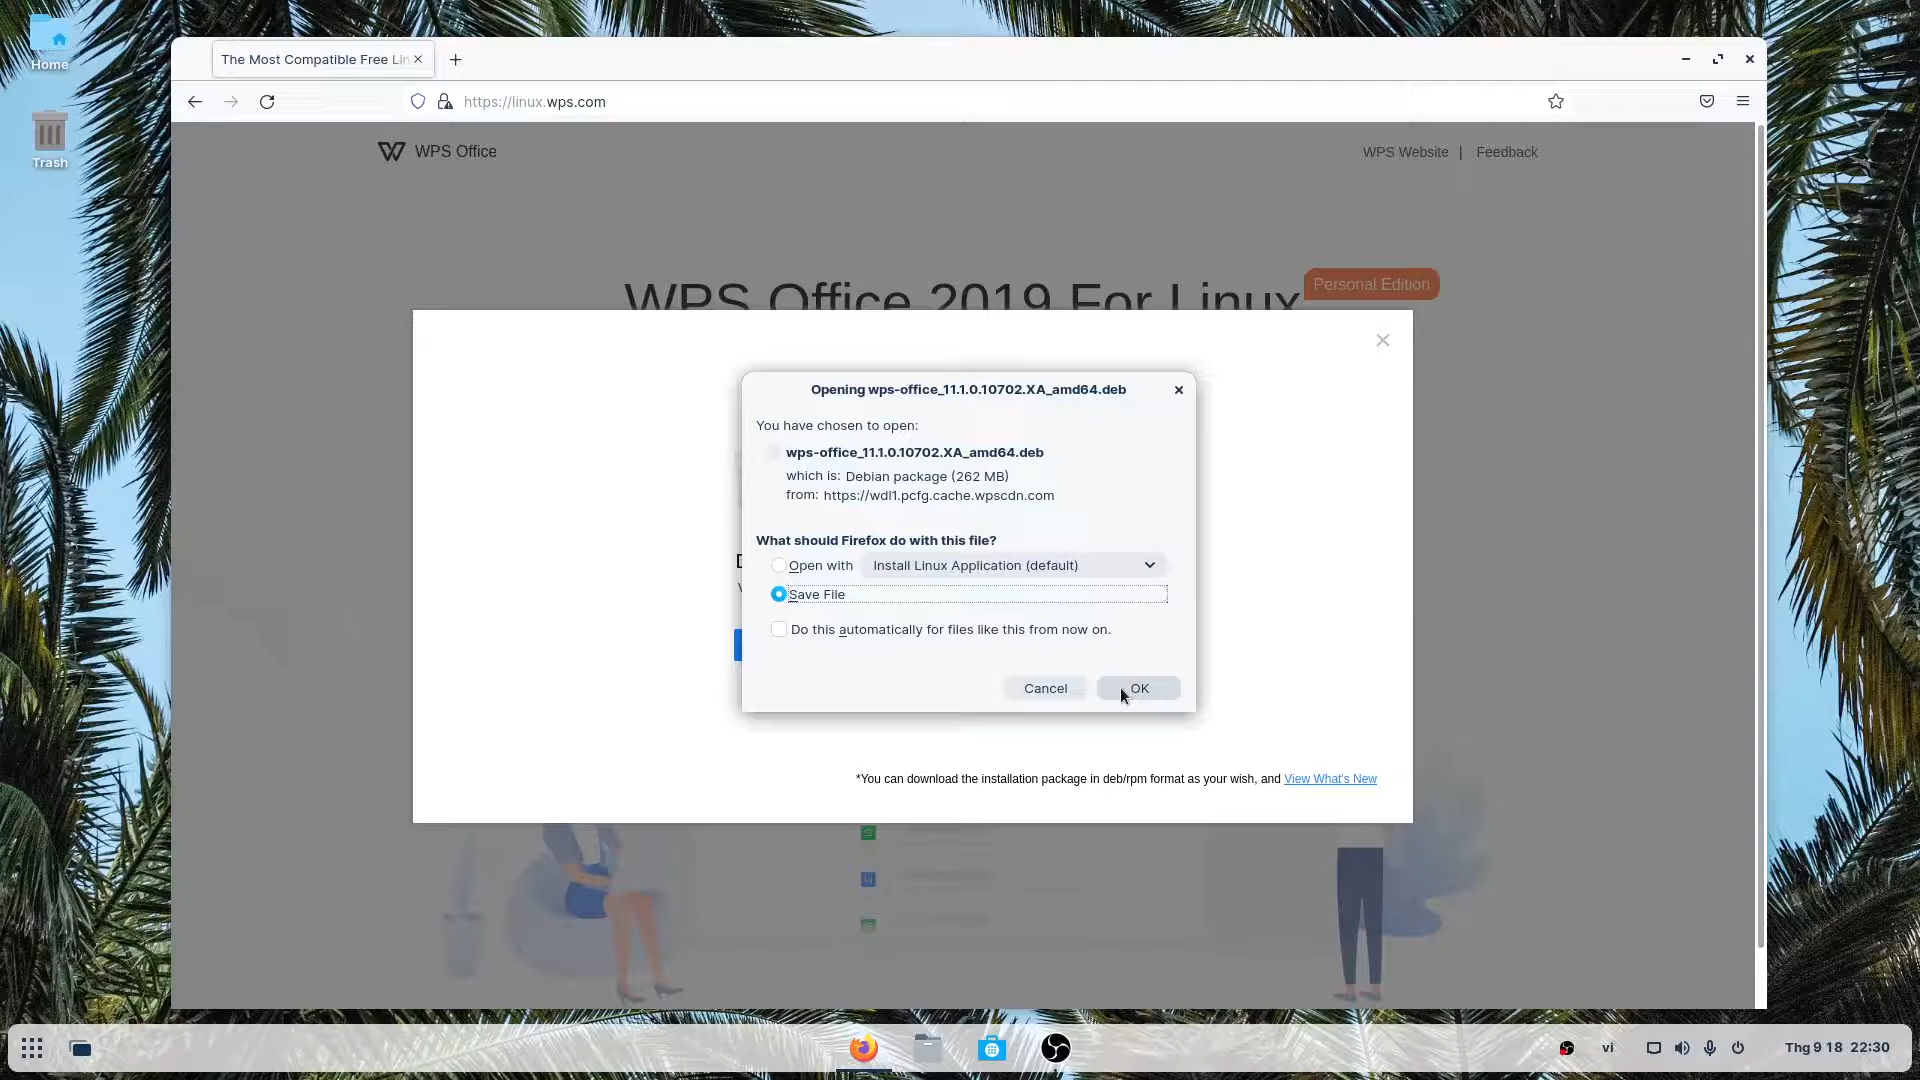 Home
Trash
The Most Compatible Free Lin
https://linux.wps.com
WPS Office
WPS Website | Feedback
WPS Office 2019 For Linux
Personal Edition
Opening wps-office_11.1.0.10702.XA_amd64.deb
You have chosen to open:
wps-office_11.1.0.10702.XA_amd64.deb
which is: Debian package (262 MB)
from: https://wdl1.pcfg.cache.wpscdn.com
What should Firefox do with this file?
Open with Install Linux Application (default)
Save File
Do this automatically for files like this from now on.
Cancel OK
*You can download the installation package in deb/rpm format as your wish, and View What's New
S
W
vi
Thg 9 18 22:30